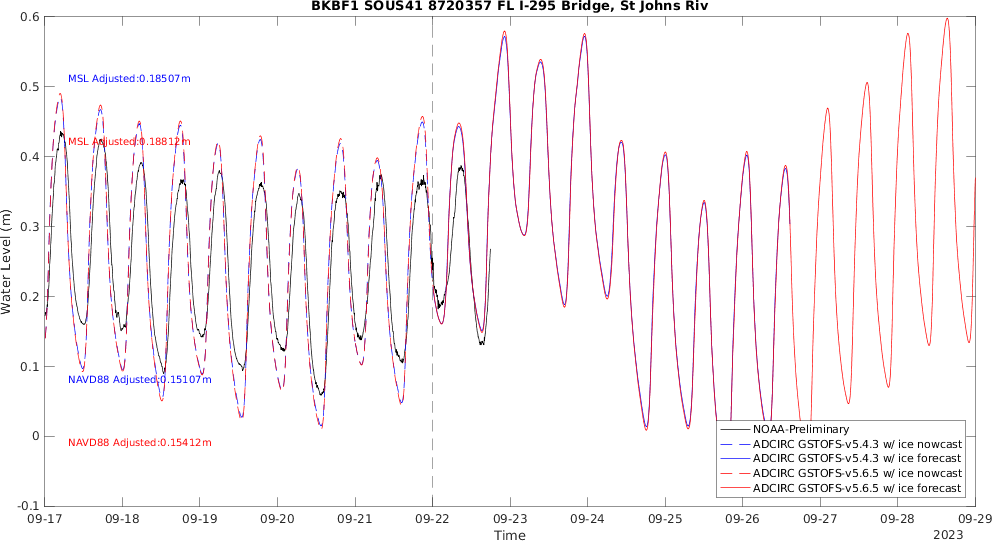 BKBF1 SOUS41 8720357 FL I-295 Bridge, St Johns Riv
Water Level (m)
0.6
0.5
0.4
0.3
0.2
0.1
0
-0.1
MSL Adjusted:0.18507m
MSL Adjusted:0.18812m
NAVD88 Adjusted:0.15107m
NAVD88 Adjusted:0.15412m
NOAA-Preliminary
ADCIRC GSTOFS-v5.4.3 w/ ice nowcast
ADCIRC GSTOFS-v5.4.3 w/ ice forecast
ADCIRC GSTOFS-v5.6.5 w/ ice nowcast
ADCIRC GSTOFS-v5.6.5 w/ ice forecast
09-17 09-18 09-19 09-20 09-21 09-22 09-23 09-24 09-25 09-26 09-27 09-28 09-29
Time
2023